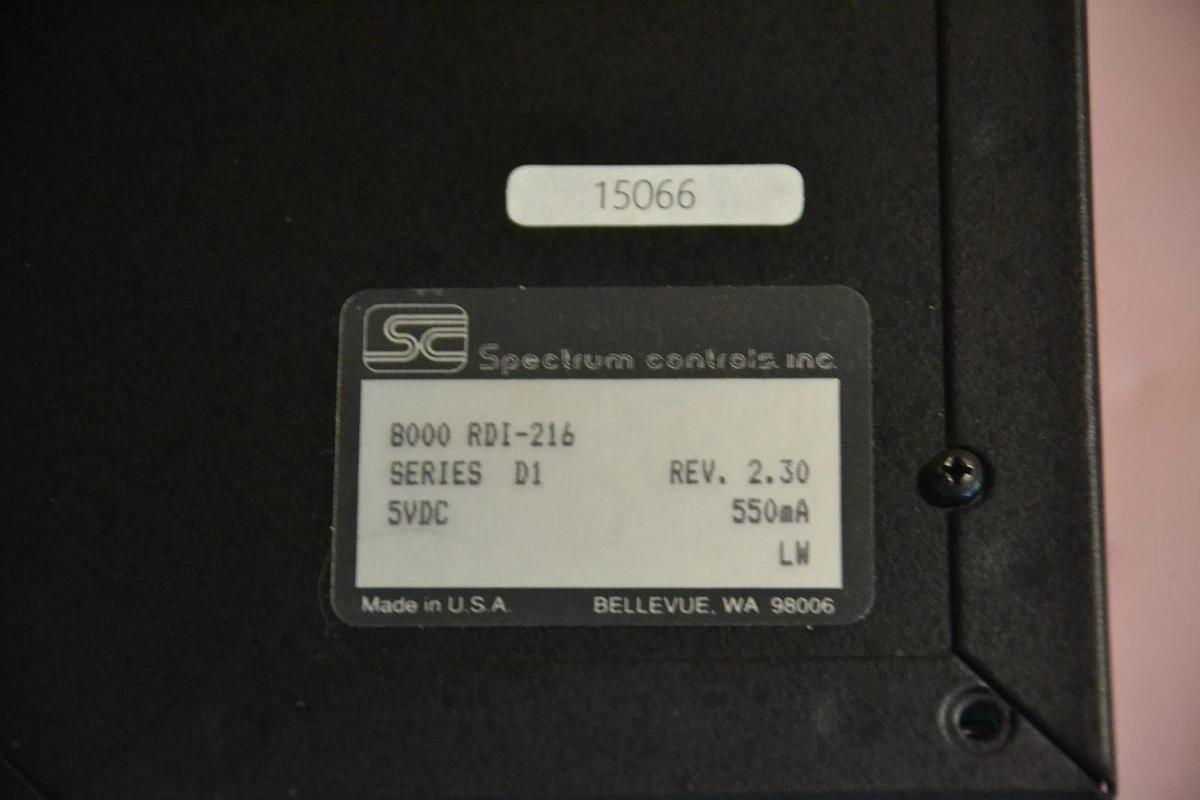 15066
SC Spectrum controls inc
8000 RDI-216
SERIES D1 REV. 2.30
5VDC 550mA
LW
Made in U.S.A. BELLEVUE, WA 98006